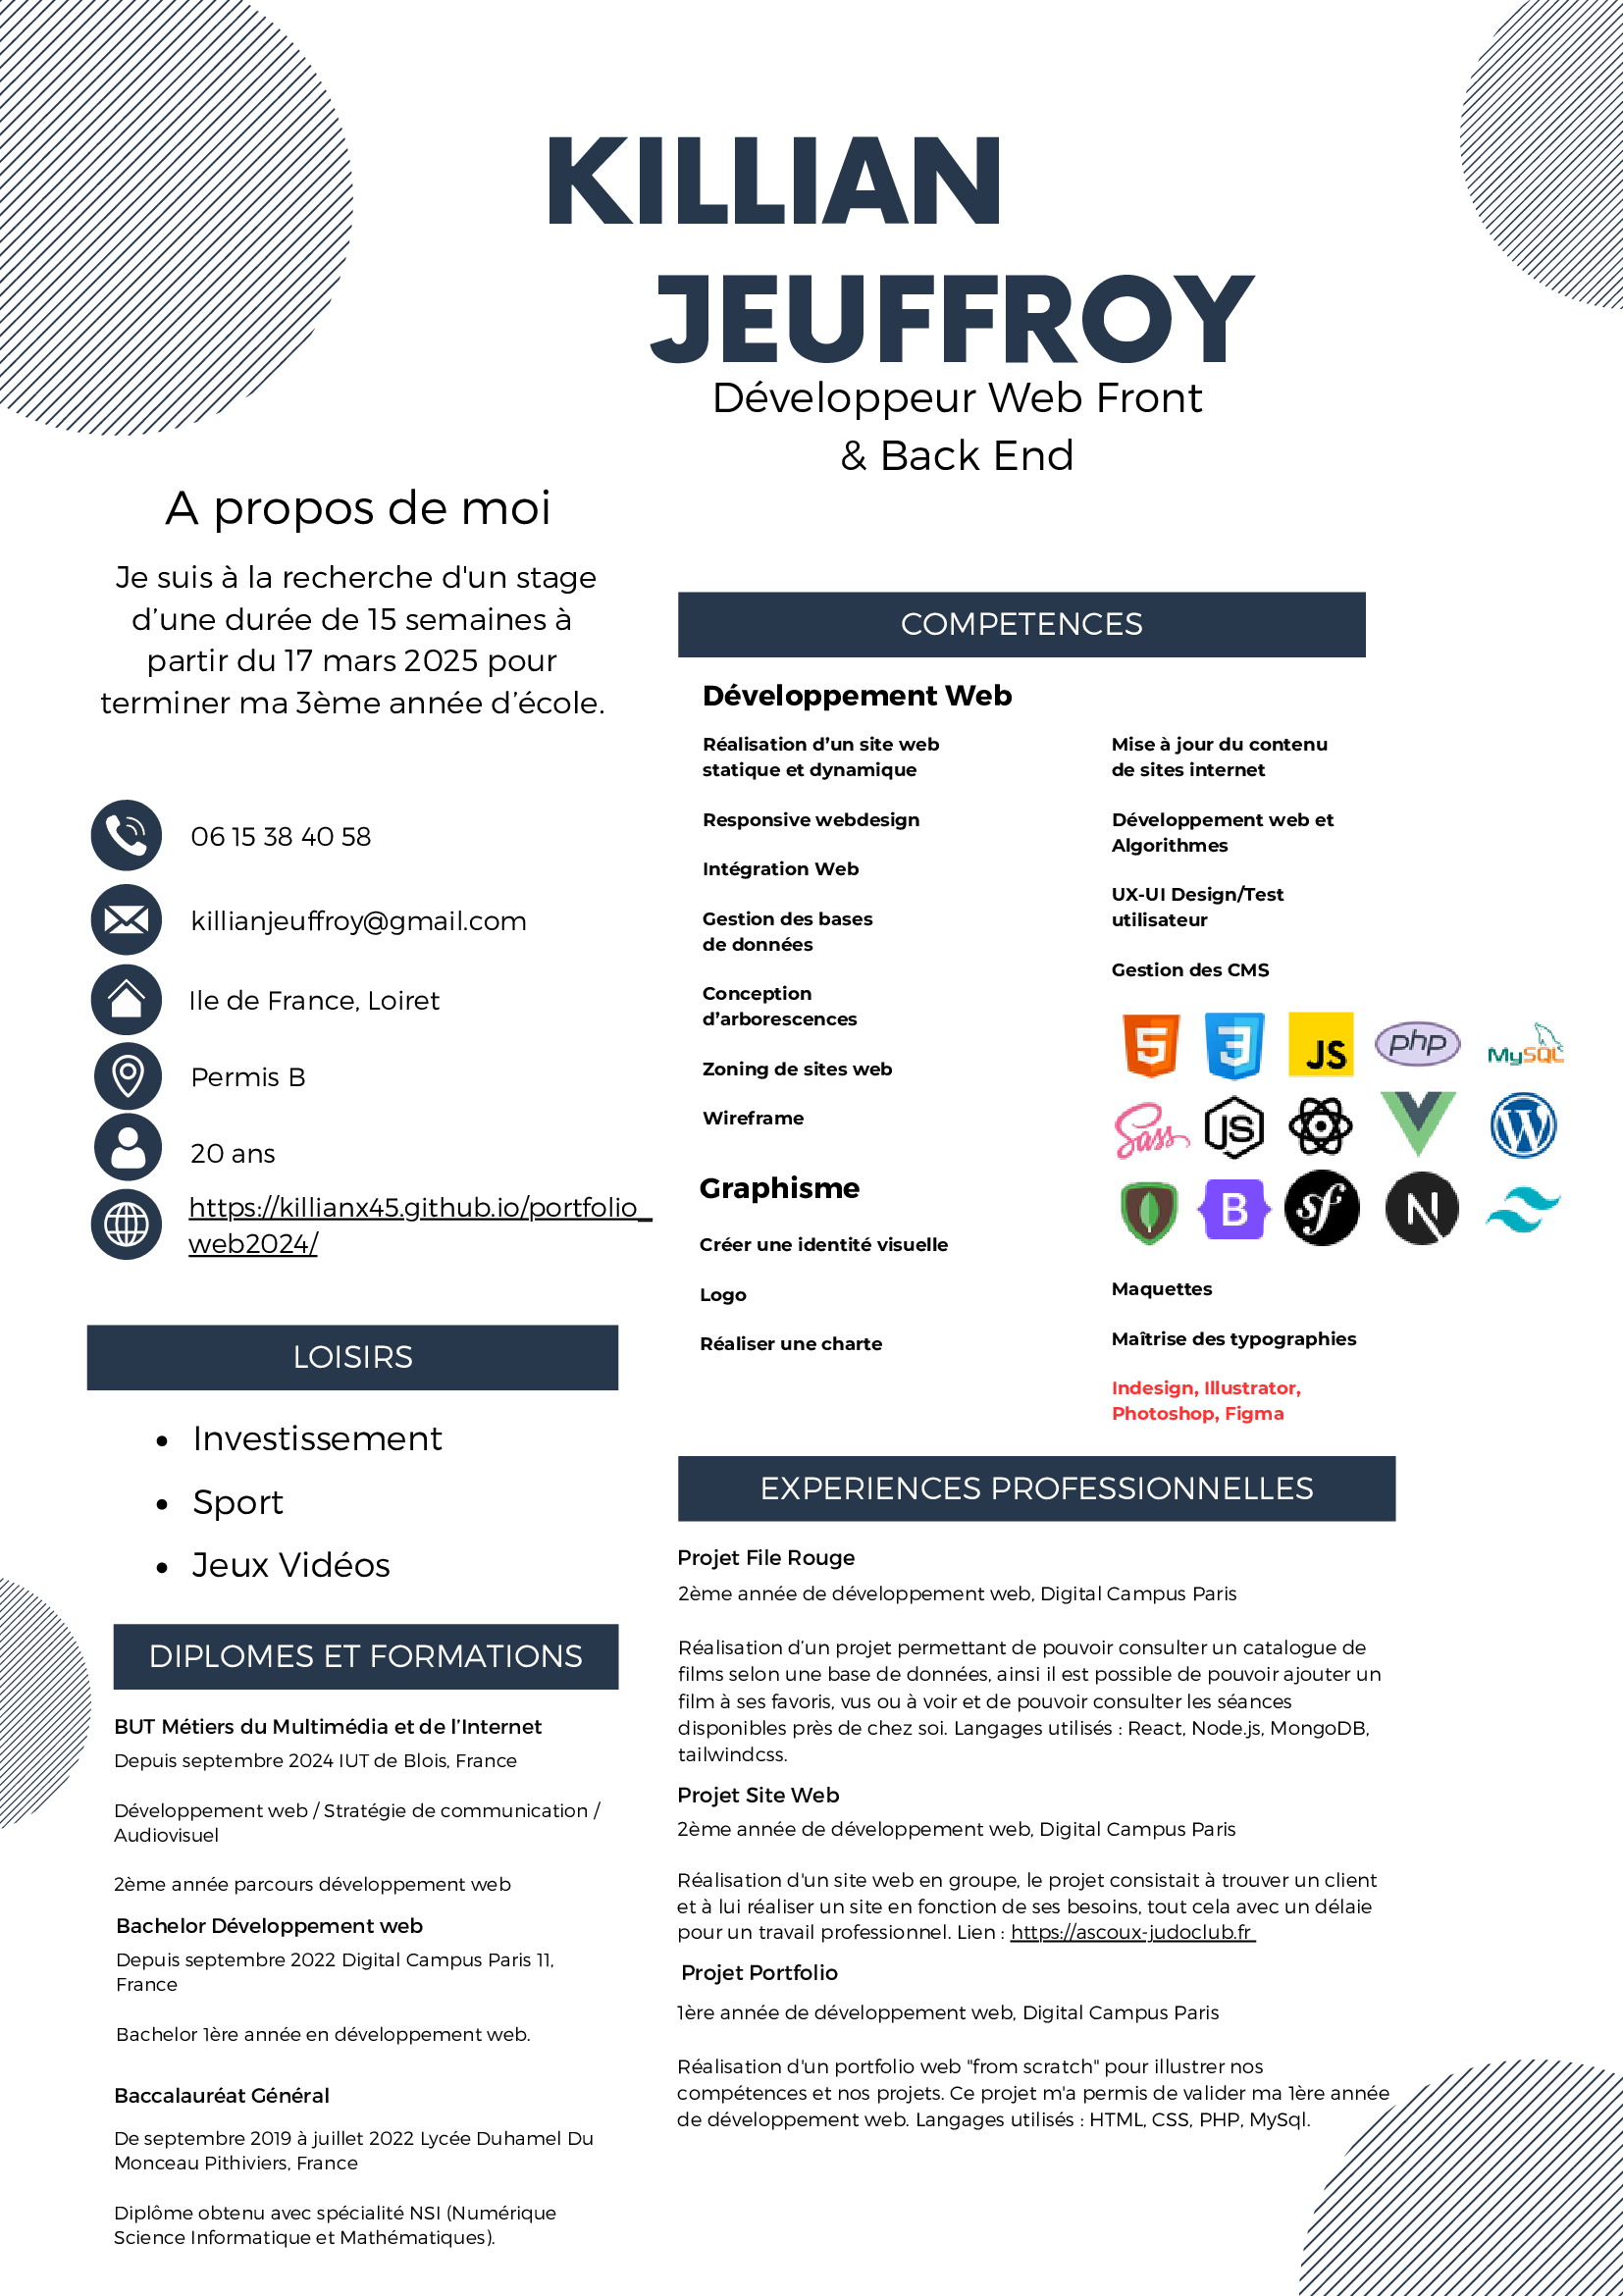 KILLIAN
JEUFFROY
Développeur Web Front
& Back End
A propos de moi
Je suis à la recherche d'un stage
d’une durée de 15 semaines à
partir du 17 mars 2025 pour
terminer ma 3ème année d’école.
06 15 38 40 58
killianjeuffroy@gmail.com
Ile de France, Loiret
Permis B
20 ans
https://killianx45.github.io/portfolio_
web2024/
LOISIRS
Investissement
Sport
Jeux Vidéos
DIPLOMES ET FORMATIONS
BUT Métiers du Multimédia et de l’Internet
Depuis septembre 2024 IUT de Blois, France
Développement web / Stratégie de communication /
Audiovisuel
2ème année parcours développement web
Bachelor Développement web
Depuis septembre 2022 Digital Campus Paris 11,
France
Bachelor 1ère année en développement web.
Baccalauréat Général
De septembre 2019 à juillet 2022 Lycée Duhamel Du
Monceau Pithiviers, France
Diplôme obtenu avec spécialité NSI (Numérique
Science Informatique et Mathématiques).
COMPETENCES
Développement Web
Réalisation d’un site web
statique et dynamique
Responsive webdesign
Intégration Web
Gestion des bases
de données
Conception
d’arborescences
Zoning de sites web
Wireframe
Mise à jour du contenu
de sites internet
Développement web et
Algorithmes
UX-UI Design/Test
utilisateur
Gestion des CMS
5 3 JS php MySQL
Sass JS W
B sf N
Graphisme
Créer une identité visuelle
Logo
Réaliser une charte
Maquettes
Maîtrise des typographies
Indesign, Illustrator,
Photoshop, Figma
EXPERIENCES PROFESSIONNELLES
Projet File Rouge
2ème année de développement web, Digital Campus Paris
Réalisation d’un projet permettant de pouvoir consulter un catalogue de
films selon une base de données, ainsi il est possible de pouvoir ajouter un
film à ses favoris, vus ou à voir et de pouvoir consulter les séances
disponibles près de chez soi. Langages utilisés : React, Node.js, MongoDB,
tailwindcss.
Projet Site Web
2ème année de développement web, Digital Campus Paris
Réalisation d'un site web en groupe, le projet consistait à trouver un client
et à lui réaliser un site en fonction de ses besoins, tout cela avec un délaie
pour un travail professionnel. Lien : https://ascoux-judoclub.fr
Projet Portfolio
1ère année de développement web, Digital Campus Paris
Réalisation d'un portfolio web "from scratch" pour illustrer nos
compétences et nos projets. Ce projet m'a permis de valider ma 1ère année
de développement web. Langages utilisés : HTML, CSS, PHP, MySql.